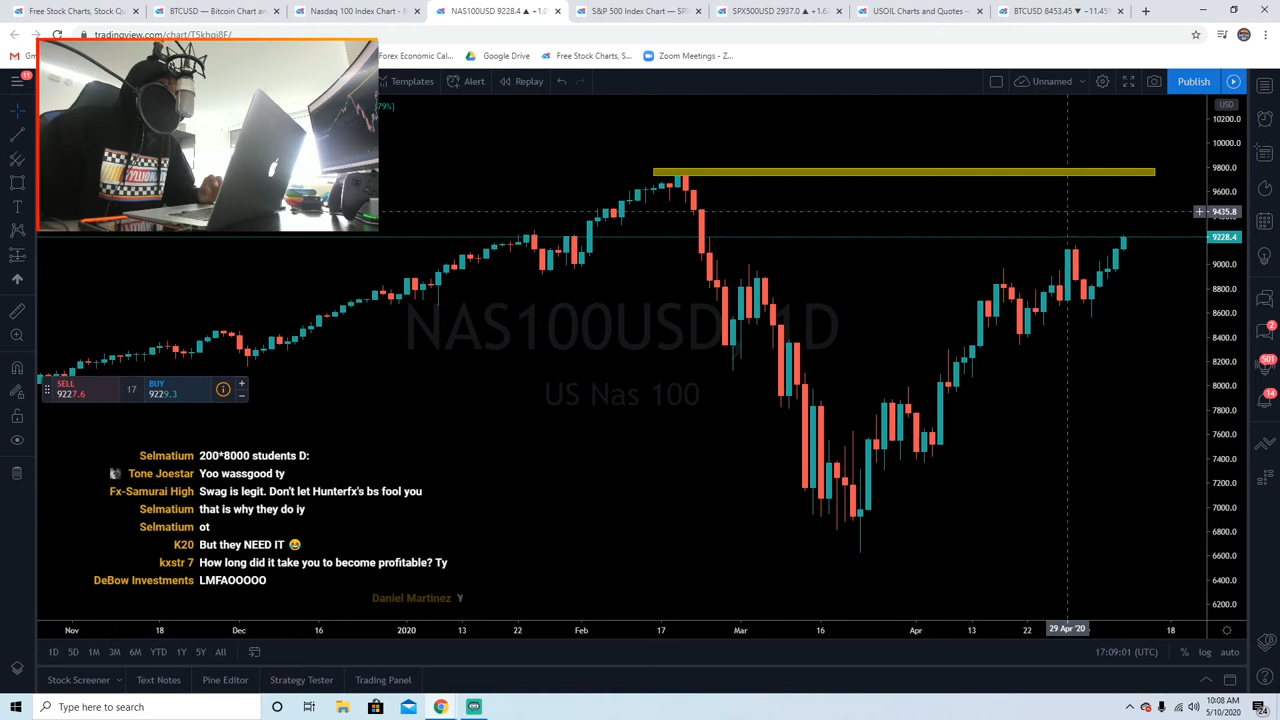 Free Stock Charts, Stock Qu
BTCUSD — Bitcoin Chart an
Nasdaq 100 Index Chart - N
NAS100USD 9228.4 ▲ +1.0
S&P 500 Index Chart — SPX
SPX500USD 2937.0 ▲ +1.6
USOIL Charts and Quotes —
BTCUSD 8453.45 ▼ −11.45
tradingview.com/chart/T5khqi8F/
Forex Economic Cal...
Google Drive
Free Stock Charts, S...
Zoom Meetings - Z...
11
Templates
Alert
Replay
Unnamed
Publish
79%)
USD
10200.0
10000.0
9800.0
9600.0
9435.8
9228.4
9000.0
8800.0
8600.0
8400.0
8200.0
8000.0
7800.0
7600.0
7400.0
7200.0
7000.0
6800.0
6600.0
6400.0
6200.0
NAS100USD, 1D
US Nas 100
SELL
9227.6
17
BUY
9229.3
2
501
14
Selmatium 200*8000 students D:
Tone Joestar Yoo wassgood ty
Fx-Samurai High Swag is legit. Don't let Hunterfx's bs fool you
Selmatium that is why they do iy
Selmatium ot
K20 But they NEED IT 😂
kxstr 7 How long did it take you to become profitable? Ty
DeBow Investments LMFAOOOOO
Daniel Martinez Y
Nov 18 Dec 16 2020 13 22 Feb 17 Mar 16 Apr 13 22 29 Apr '20 18
1D 5D 1M 3M 6M YTD 1Y 5Y All
17:09:01 (UTC) % log auto
Stock Screener Text Notes Pine Editor Strategy Tester Trading Panel
Type here to search
10:08 AM
5/10/2020
24